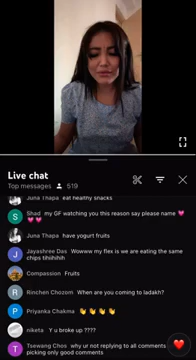 Live chat
Top messages 519
Juna Thapa eat healthy snacks
Shad my GF watching you this reason say please name 💗
💗💗
Juna Thapa have yogurt fruits
Jayashree Das Wowww my flex is we are eating the same
chips tihiihihih
Compassion Fruits
Rinchen Chozom When are you coming to ladakh?
Priyanka Chakma 👏👏👏👏
niketa Y u broke up ????
Tsewang Chos why ur not replying to all comments
picking only good comments